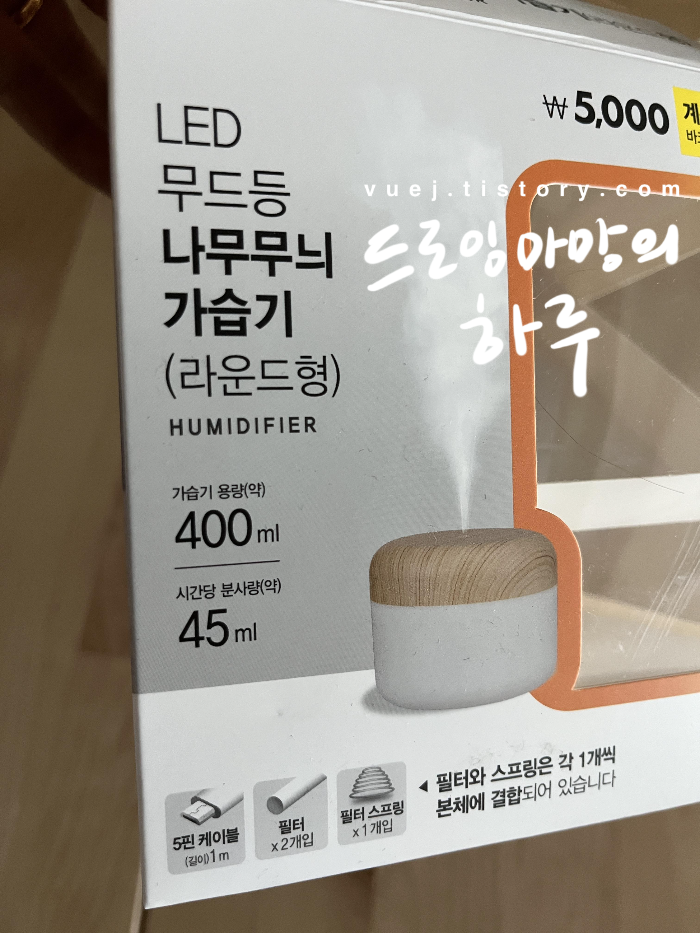 ₩5,000
LED
무드등
나무무늬
가습기
(라운드형)
HUMIDIFIER
vuej.tistory.com
드로잉마망의
하루
가습기 용량(약)
400ml
시간당 분사량(약)
45ml
5핀 케이블
(길이)1m
필터
x2개입
필터 스프링
x1개입
◀ 필터와 스프링은 각 1개씩
본체에 결합되어 있습니다